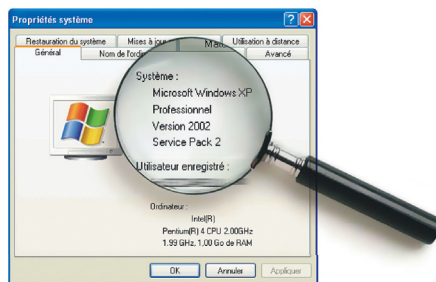 Propriétés système
Restauration du système Mises à jour Utilisation à distance
Général Nom de l'ordin Avancé
Système :
Microsoft Windows XP
Professionnel
Version 2002
Service Pack 2
Utilisateur enregistré :
Ordinateur :
Intel(R)
Pentium(R) 4 CPU 2.00GHz
1.99 GHz, 1,00 Go de RAM
OK Annuler Appliquer